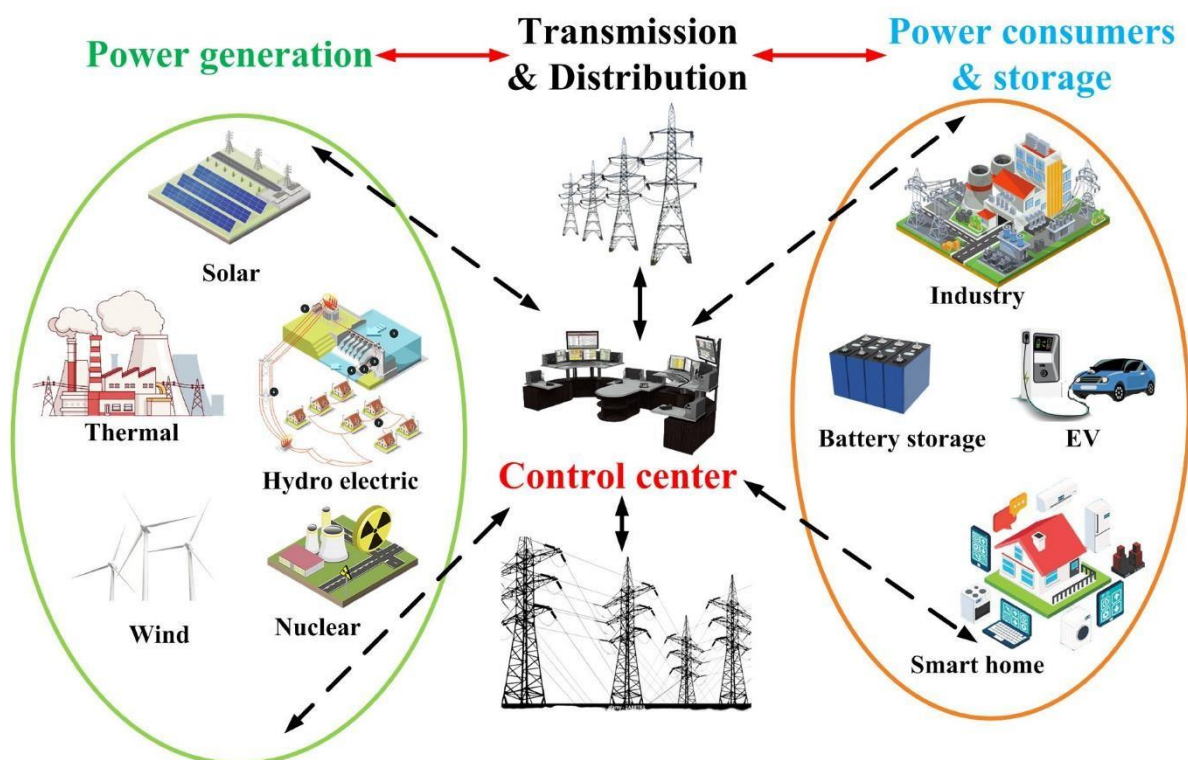 Power generation
Transmission
& Distribution
Power consumers
& storage
Solar
Industry
Thermal
Hydro electric
Battery storage
EV
Control center
Wind
Nuclear
Smart home